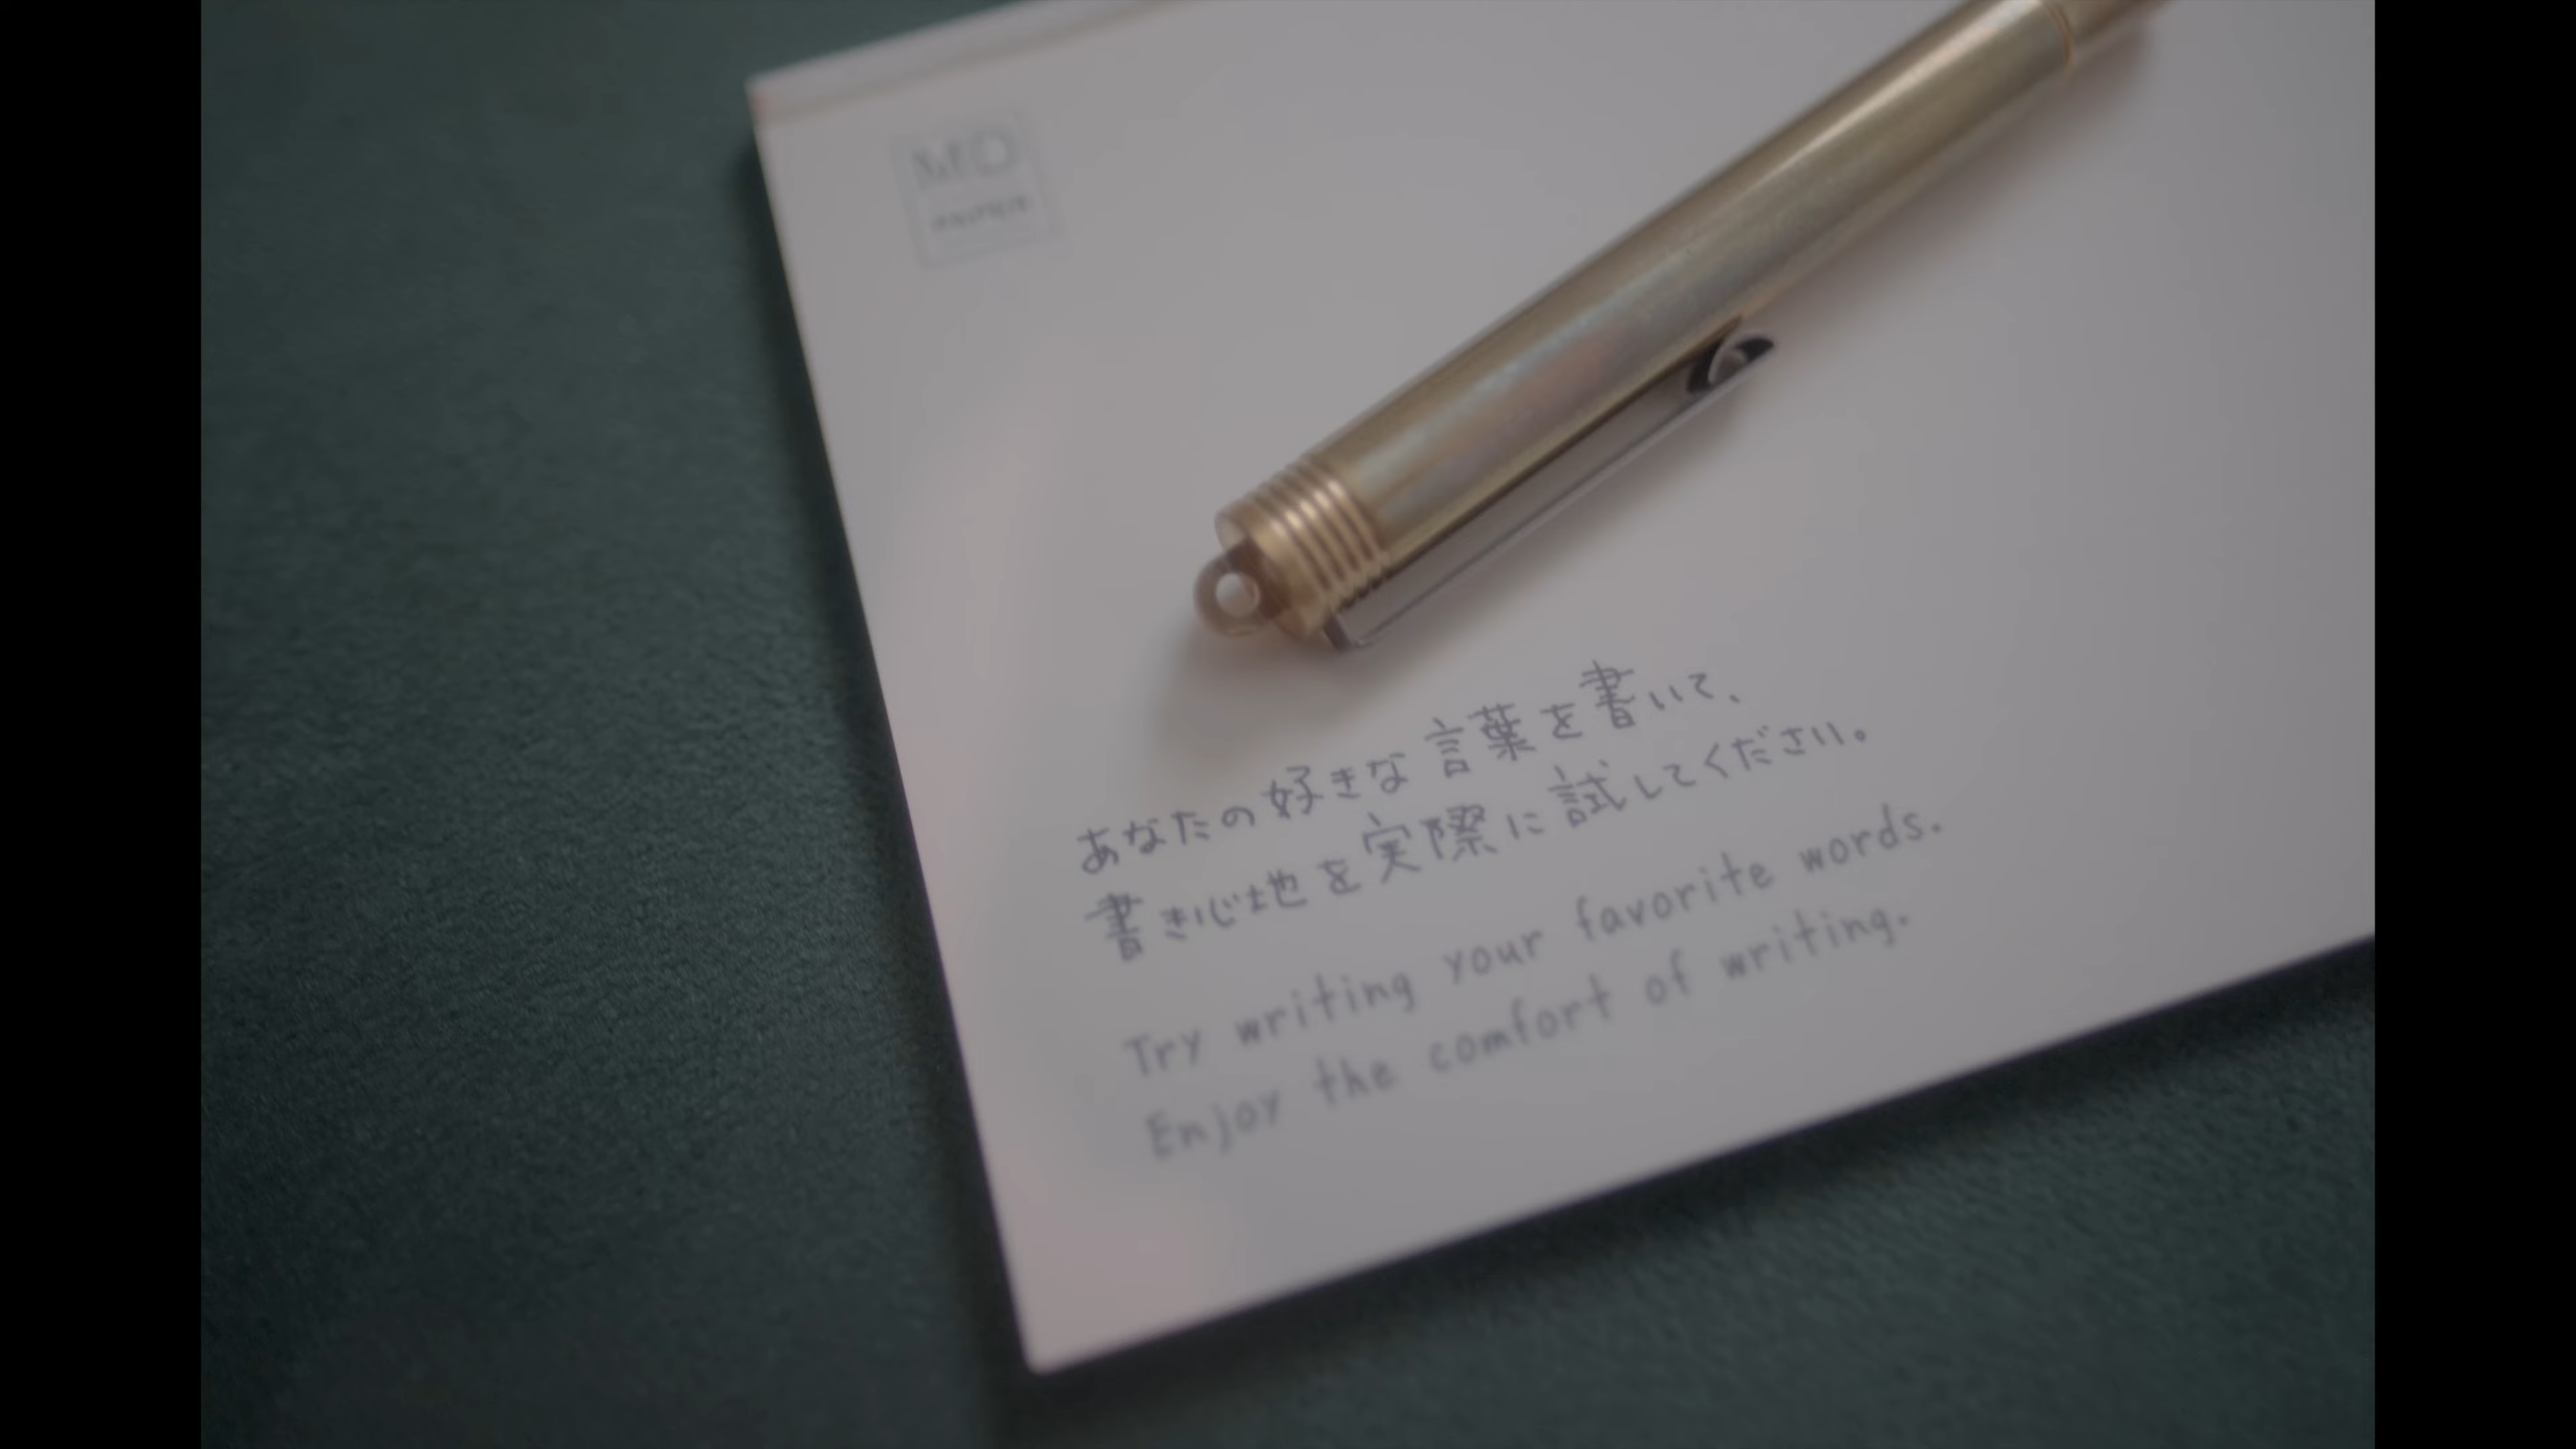 MD
PAPER
あなたの好きな言葉を書いて、
書き心地を実際に試してください。
Try writing your favorite words.
Enjoy the comfort of writing.